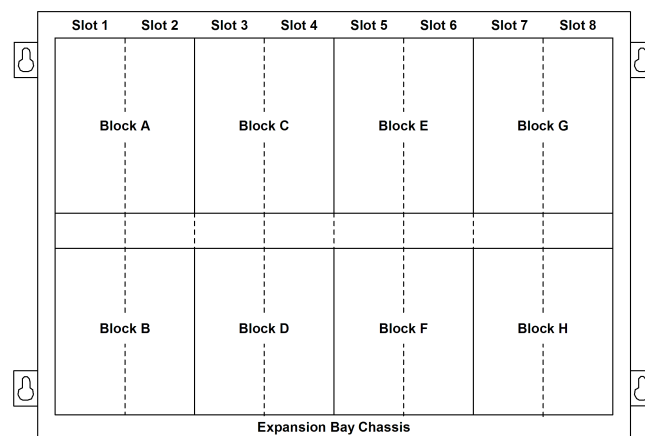 Slot 1 Slot 2 Slot 3 Slot 4 Slot 5 Slot 6 Slot 7 Slot 8
Block A Block C Block E Block G
Block B Block D Block F Block H
Expansion Bay Chassis